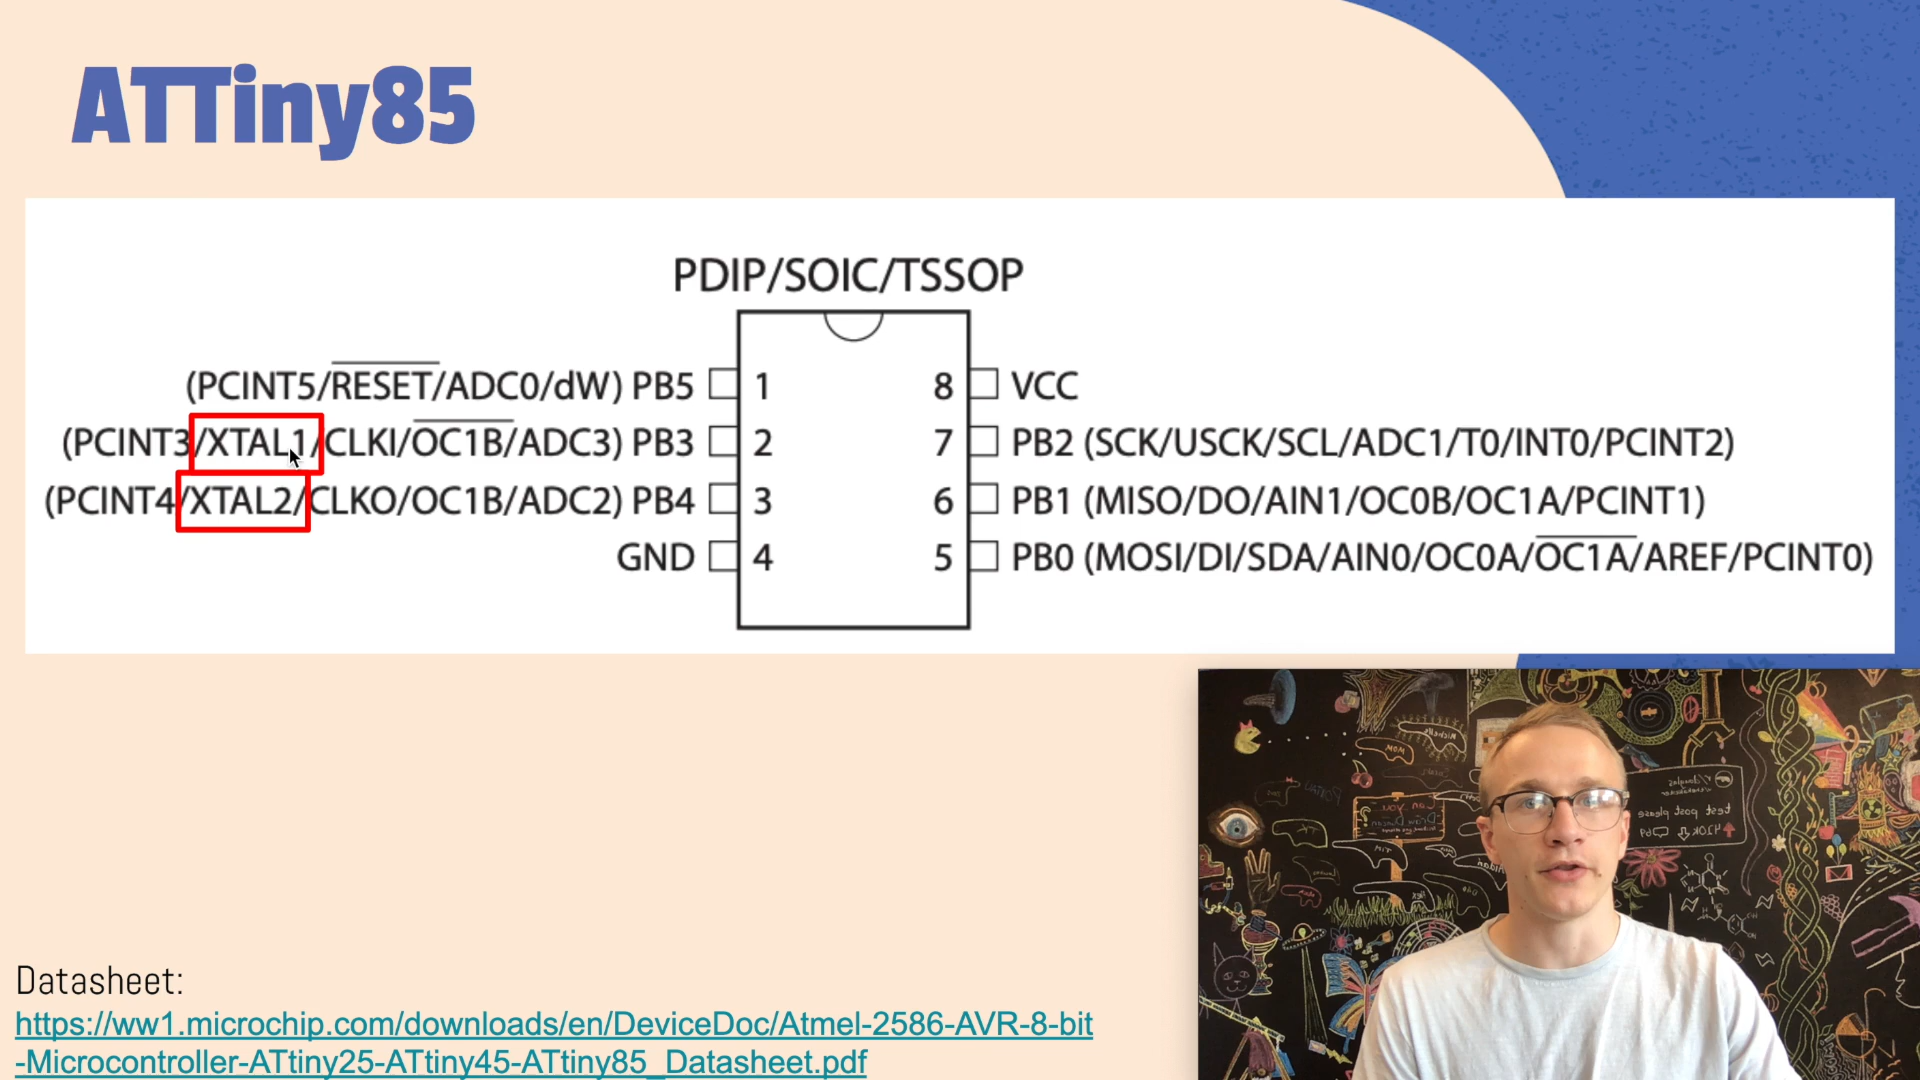 ATTiny85
PDIP/SOIC/TSSOP
(PCINT5/RESET/ADC0/dW) PB5 1 8 VCC
(PCINT3/XTAL1/CLKI/OC1B/ADC3) PB3 2 7 PB2 (SCK/USCK/SCL/ADC1/T0/INT0/PCINT2)
(PCINT4/XTAL2/CLKO/OC1B/ADC2) PB4 3 6 PB1 (MISO/DO/AIN1/OC0B/OC1A/PCINT1)
GND 4 5 PB0 (MOSI/DI/SDA/AIN0/OC0A/OC1A/AREF/PCINT0)
test post please
Datasheet:
https://ww1.microchip.com/downloads/en/DeviceDoc/Atmel-2586-AVR-8-bit
-Microcontroller-ATtiny25-ATtiny45-ATtiny85_Datasheet.pdf